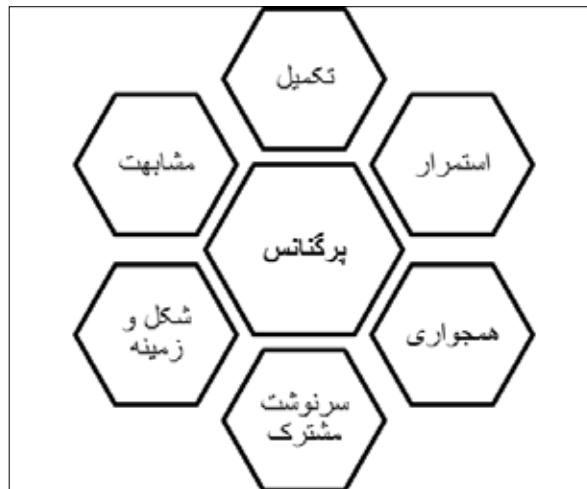 تکمیل
استمرار
مشابهت
پرگنانس
همجواری
شکل و
زمینه
سرنوشت
مشترک